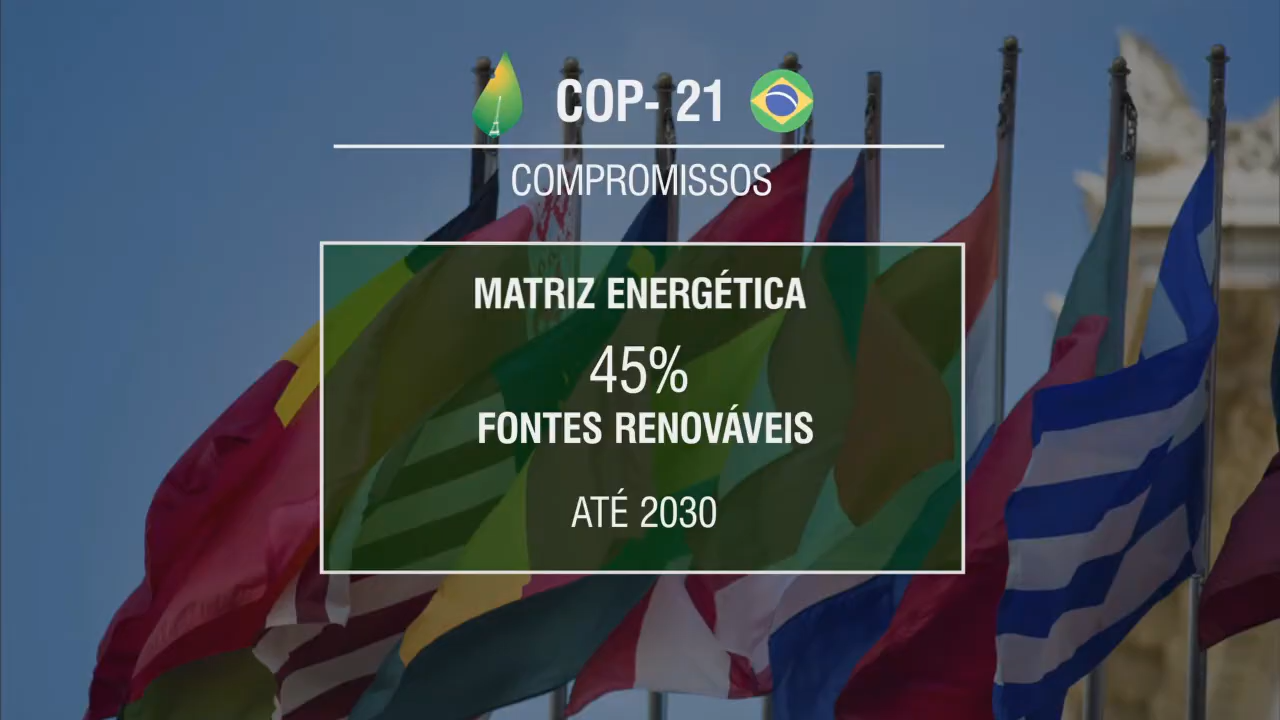 COP- 21
COMPROMISSOS
MATRIZ ENERGÉTICA
45%
FONTES RENOVÁVEIS
ATÉ 2030